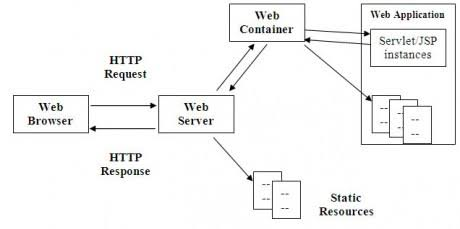 Web
Container
Web Application
Servlet/JSP
instances
HTTP
Request
Web
Browser
Web
Server
HTTP
Response
Static
Resources
--
--
--
--
--
--
--
--
--